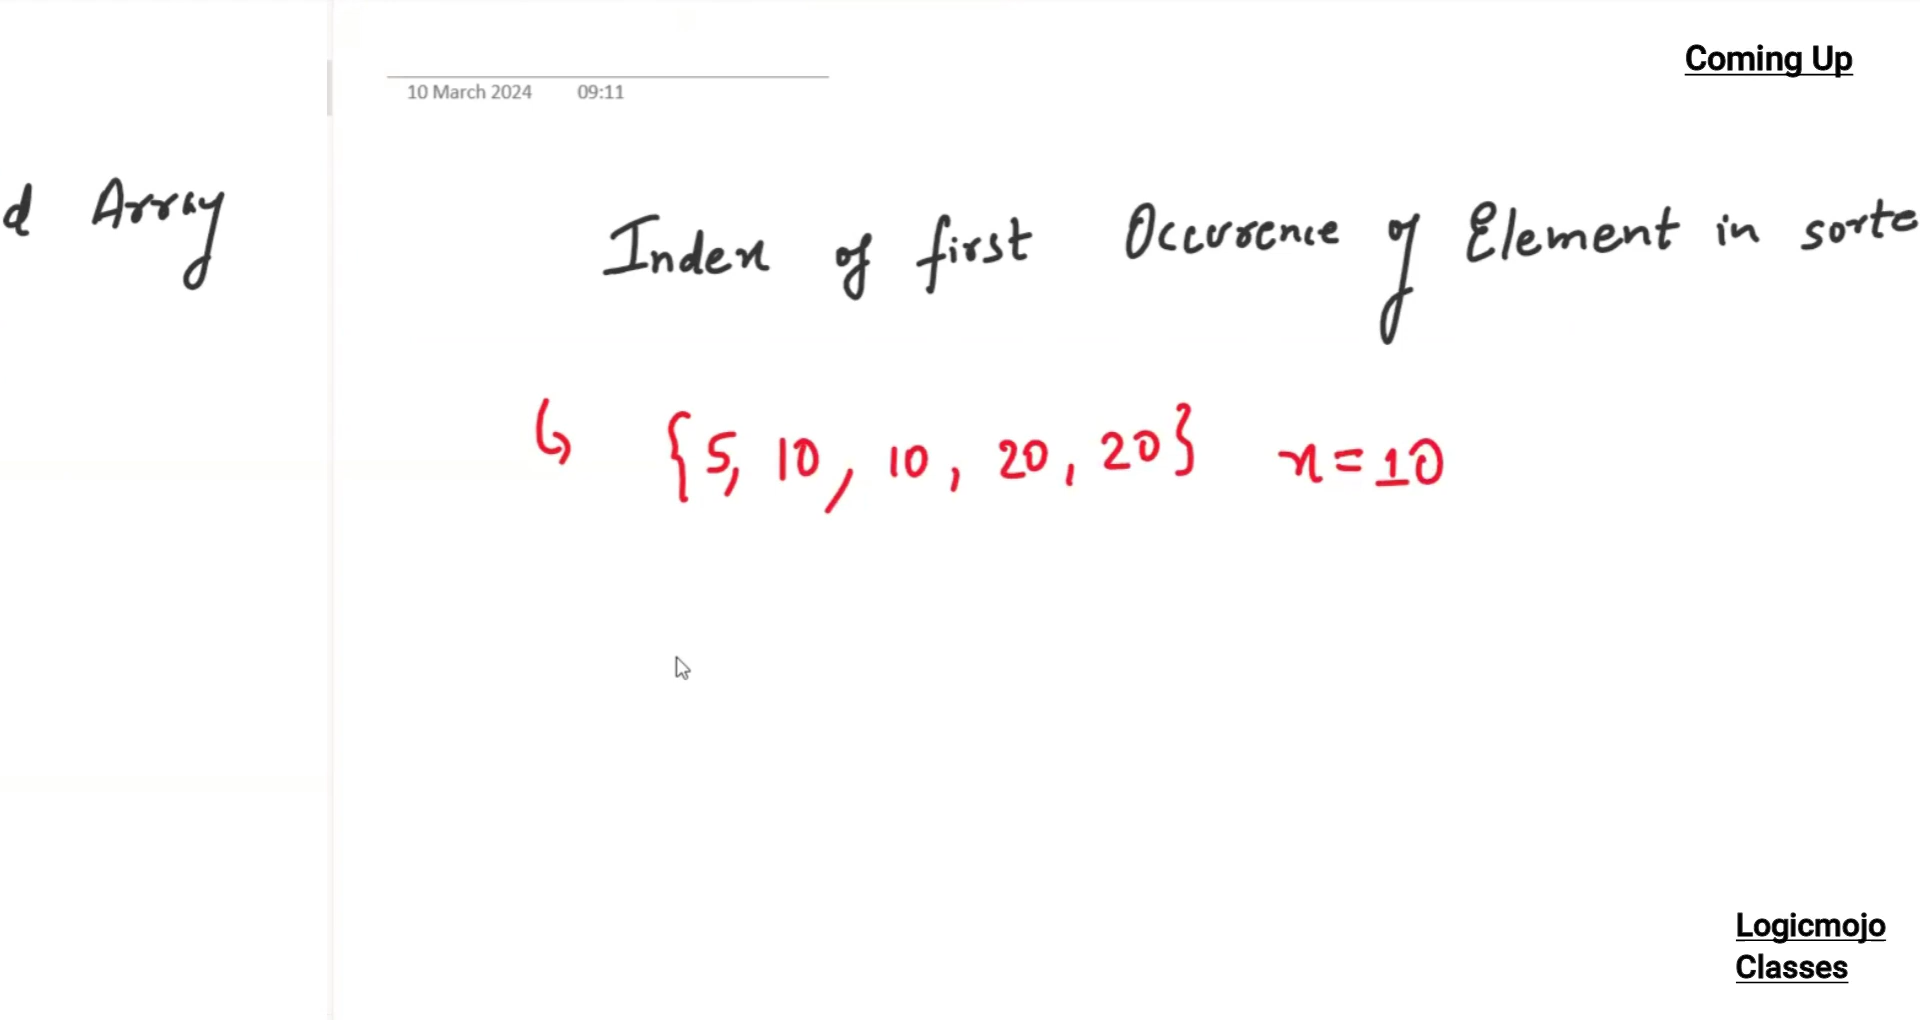 Coming Up
10 March 2024 09:11
d Array
Index of first Occurence of Element in sorte
{5, 10, 10, 20, 20} x=10
Logicmojo
Classes